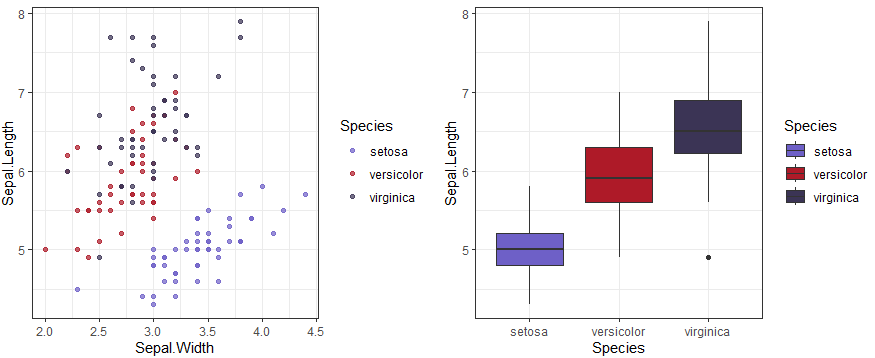 8
7
6
5
Sepal.Length
2.0 2.5 3.0 3.5 4.0 4.5
Sepal.Width
Species
setosa
versicolor
virginica
8
7
6
5
Sepal.Length
setosa versicolor virginica
Species
Species
setosa
versicolor
virginica